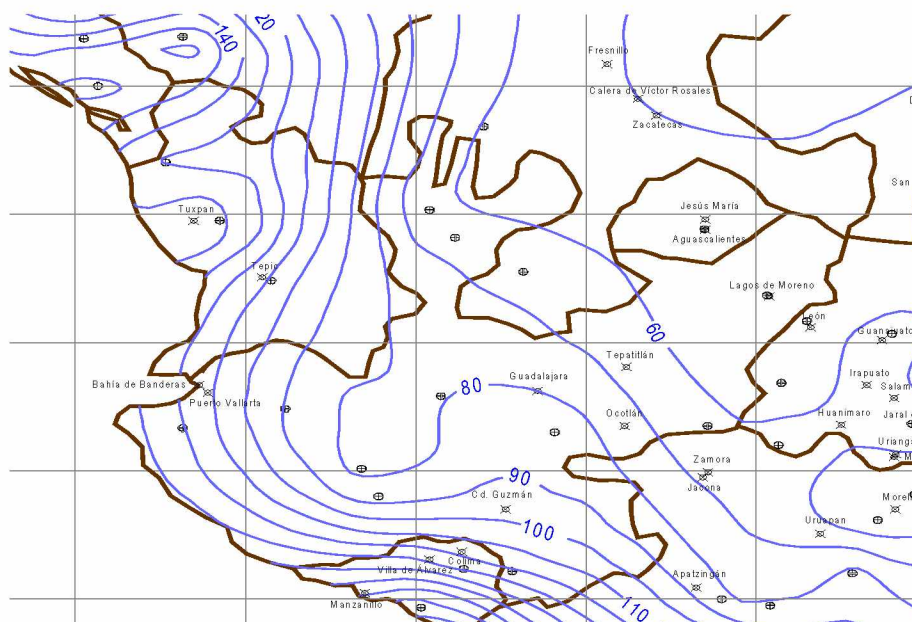 20
140
Fresnillo
Calera de Víctor Rosales
Zacatecas
San
Tuxpan
Jesús María
Aguascalientes
Tepic
Lagos de Moreno
León
60
Tepatitlán
Bahía de Banderas
80
Guadalajara
Irapuato
Puerto Vallarta
Salam
Ocotlán
Huanimaro
Jaral
Uriang
M
Zamora
90
Jacona
Cd. Guzmán
Morel
100
Uruapan
Colima
Villa de Alvarez
Apatzingán
Manzanillo
110